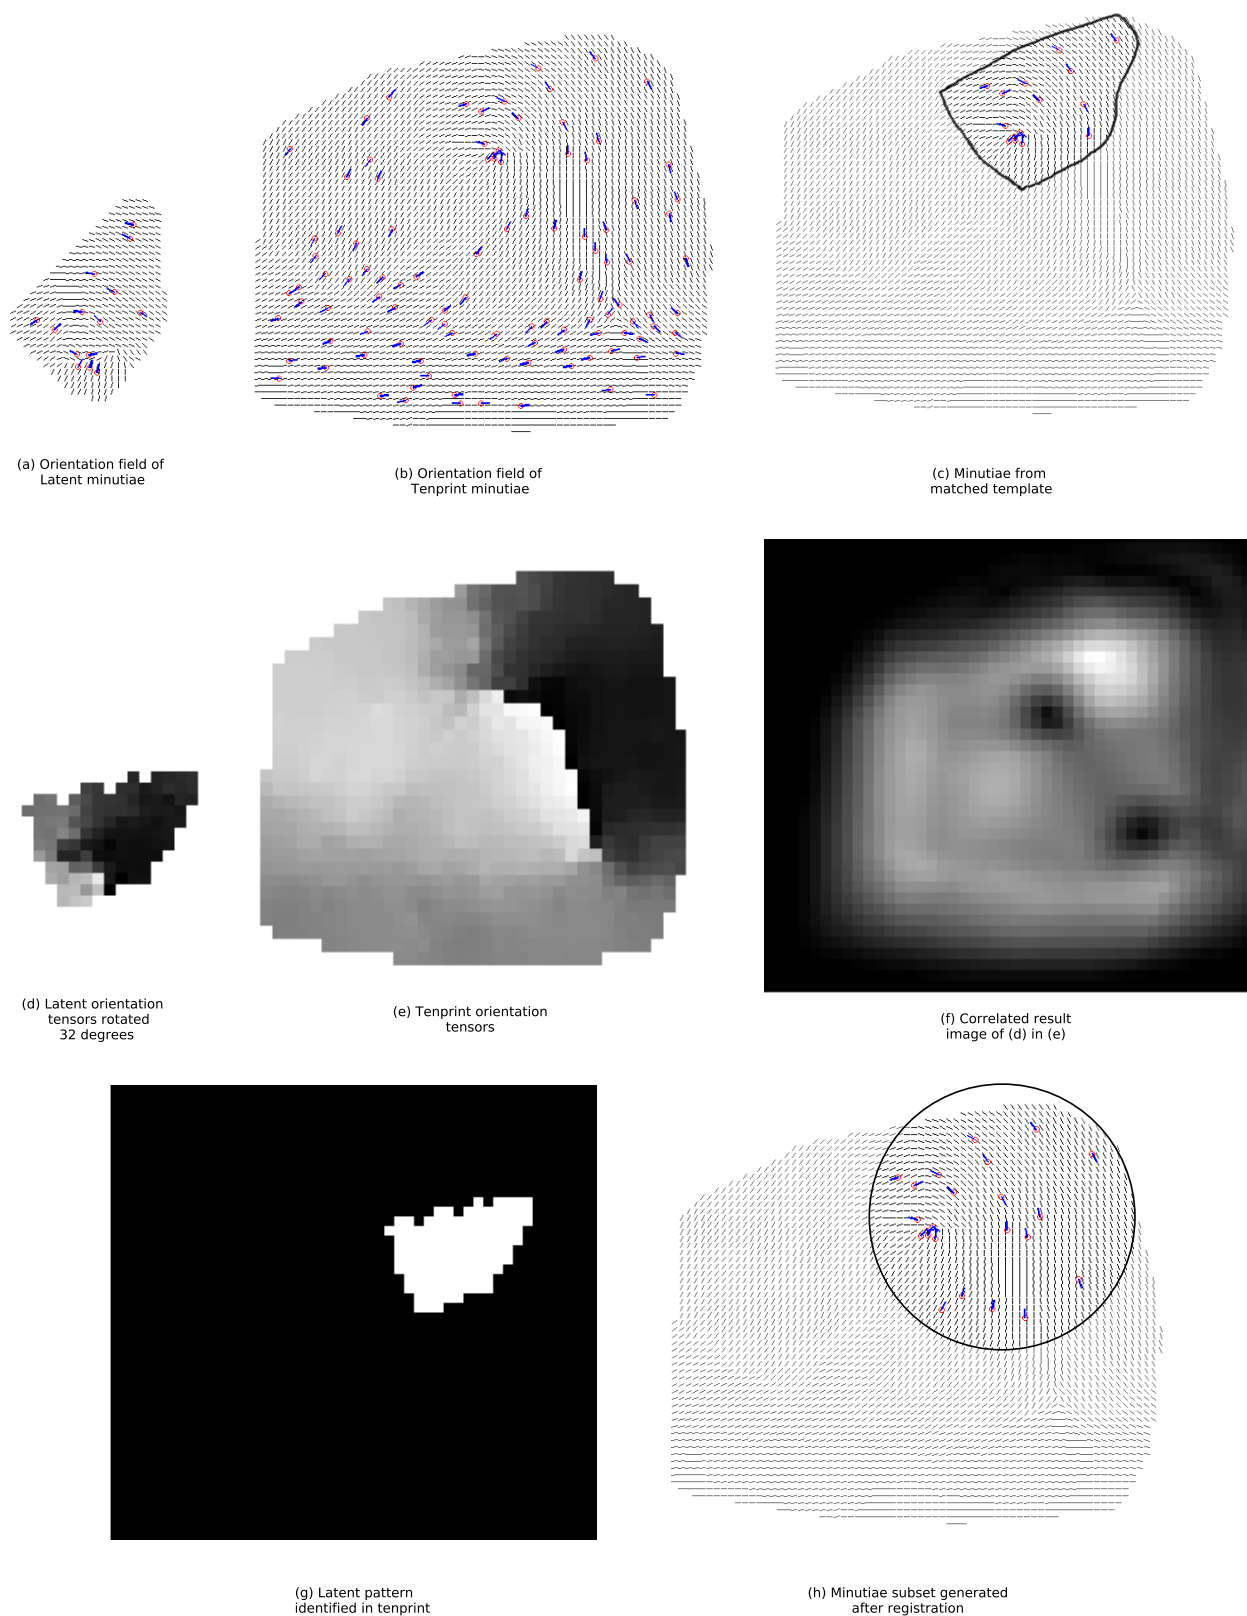 (a) Orientation field of
Latent minutiae
(b) Orientation field of
Tenprint minutiae
(c) Minutiae from
matched template
(d) Latent orientation
tensors rotated
32 degrees
(e) Tenprint orientation
tensors
(f) Correlated result
image of (d) in (e)
(g) Latent pattern
identified in tenprint
(h) Minutiae subset generated
after registration